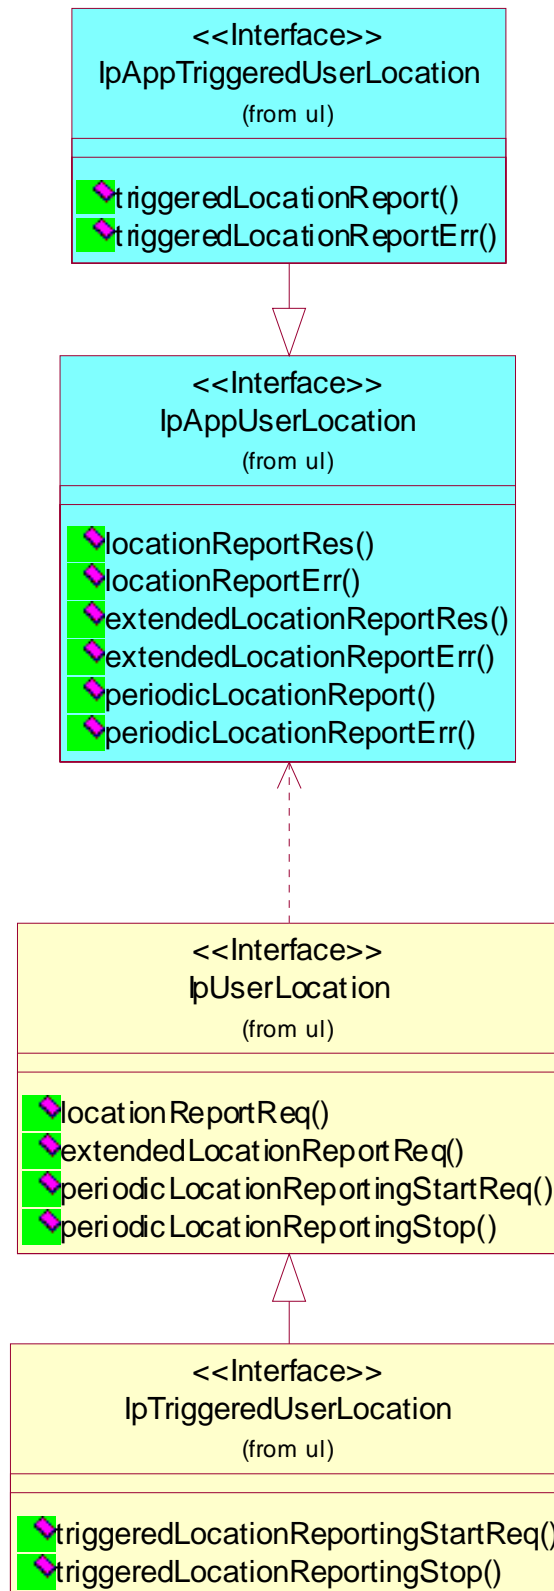 <<Interface>>
IpAppTriggeredUserLocation
(from ul)
triggeredLocationReport()
triggeredLocationReportErr()
<<Interface>>
IpAppUserLocation
(from ul)
locationReportRes()
locationReportErr()
extendedLocationReportRes()
extendedLocationReportErr()
periodicLocationReport()
periodicLocationReportErr()
<<Interface>>
IpUserLocation
(from ul)
locationReportReq()
extendedLocationReportReq()
periodicLocationReportingStartReq()
periodicLocationReportingStop()
<<Interface>>
IpTriggeredUserLocation
(from ul)
triggeredLocationReportingStartReq()
triggeredLocationReportingStop()